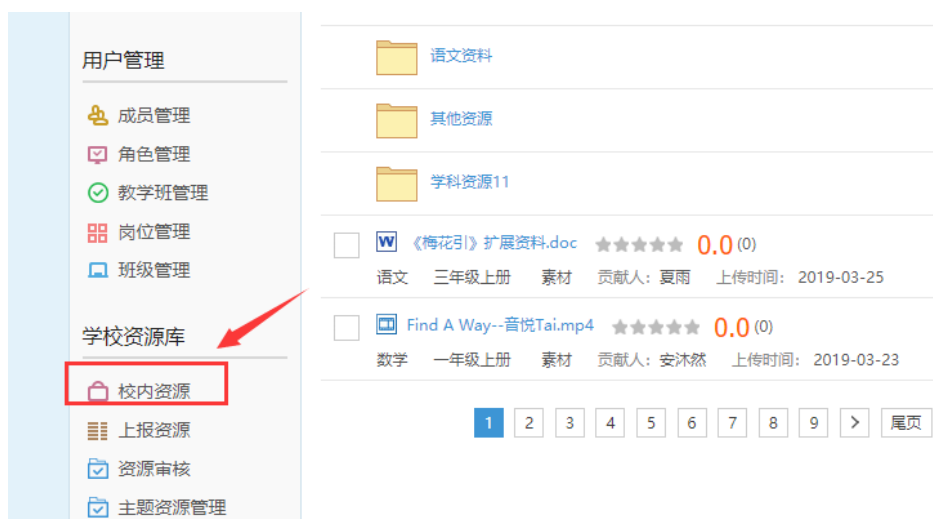 用户管理
成员管理
角色管理
教学班管理
岗位管理
班级管理
学校资源库
校内资源
上报资源
资源审核
主题资源管理
语文资料
其他资源
学科资源11
《梅花引》扩展资料.doc 0.0 (0)
语文 三年级上册 素材 贡献人：夏雨 上传时间： 2019-03-25
Find A Way--音悦Tai.mp4 0.0 (0)
数学 一年级上册 素材 贡献人：安沐然 上传时间： 2019-03-23
1 2 3 4 5 6 7 8 9 > 尾页